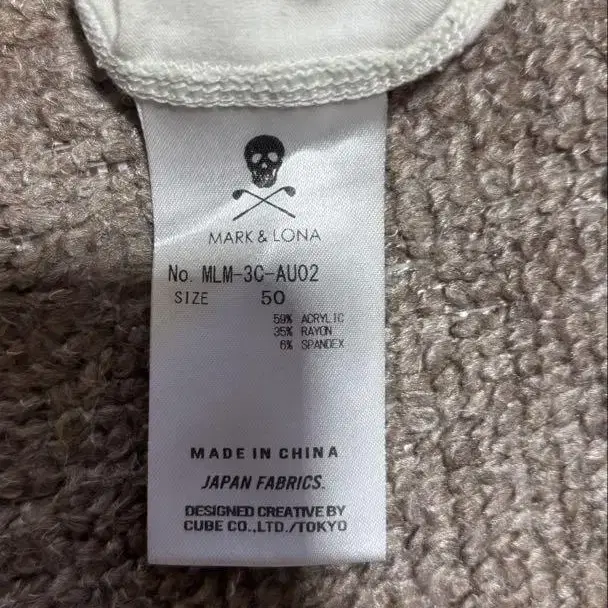 MARK & LONA
No. MLM-3C-AU02
SIZE 50
59% ACRYLIC
35% RAYON
6% SPANDEX
MADE IN CHINA
JAPAN FABRICS.
DESIGNED CREATIVE BY
CUBE CO.,LTD./TOKYO